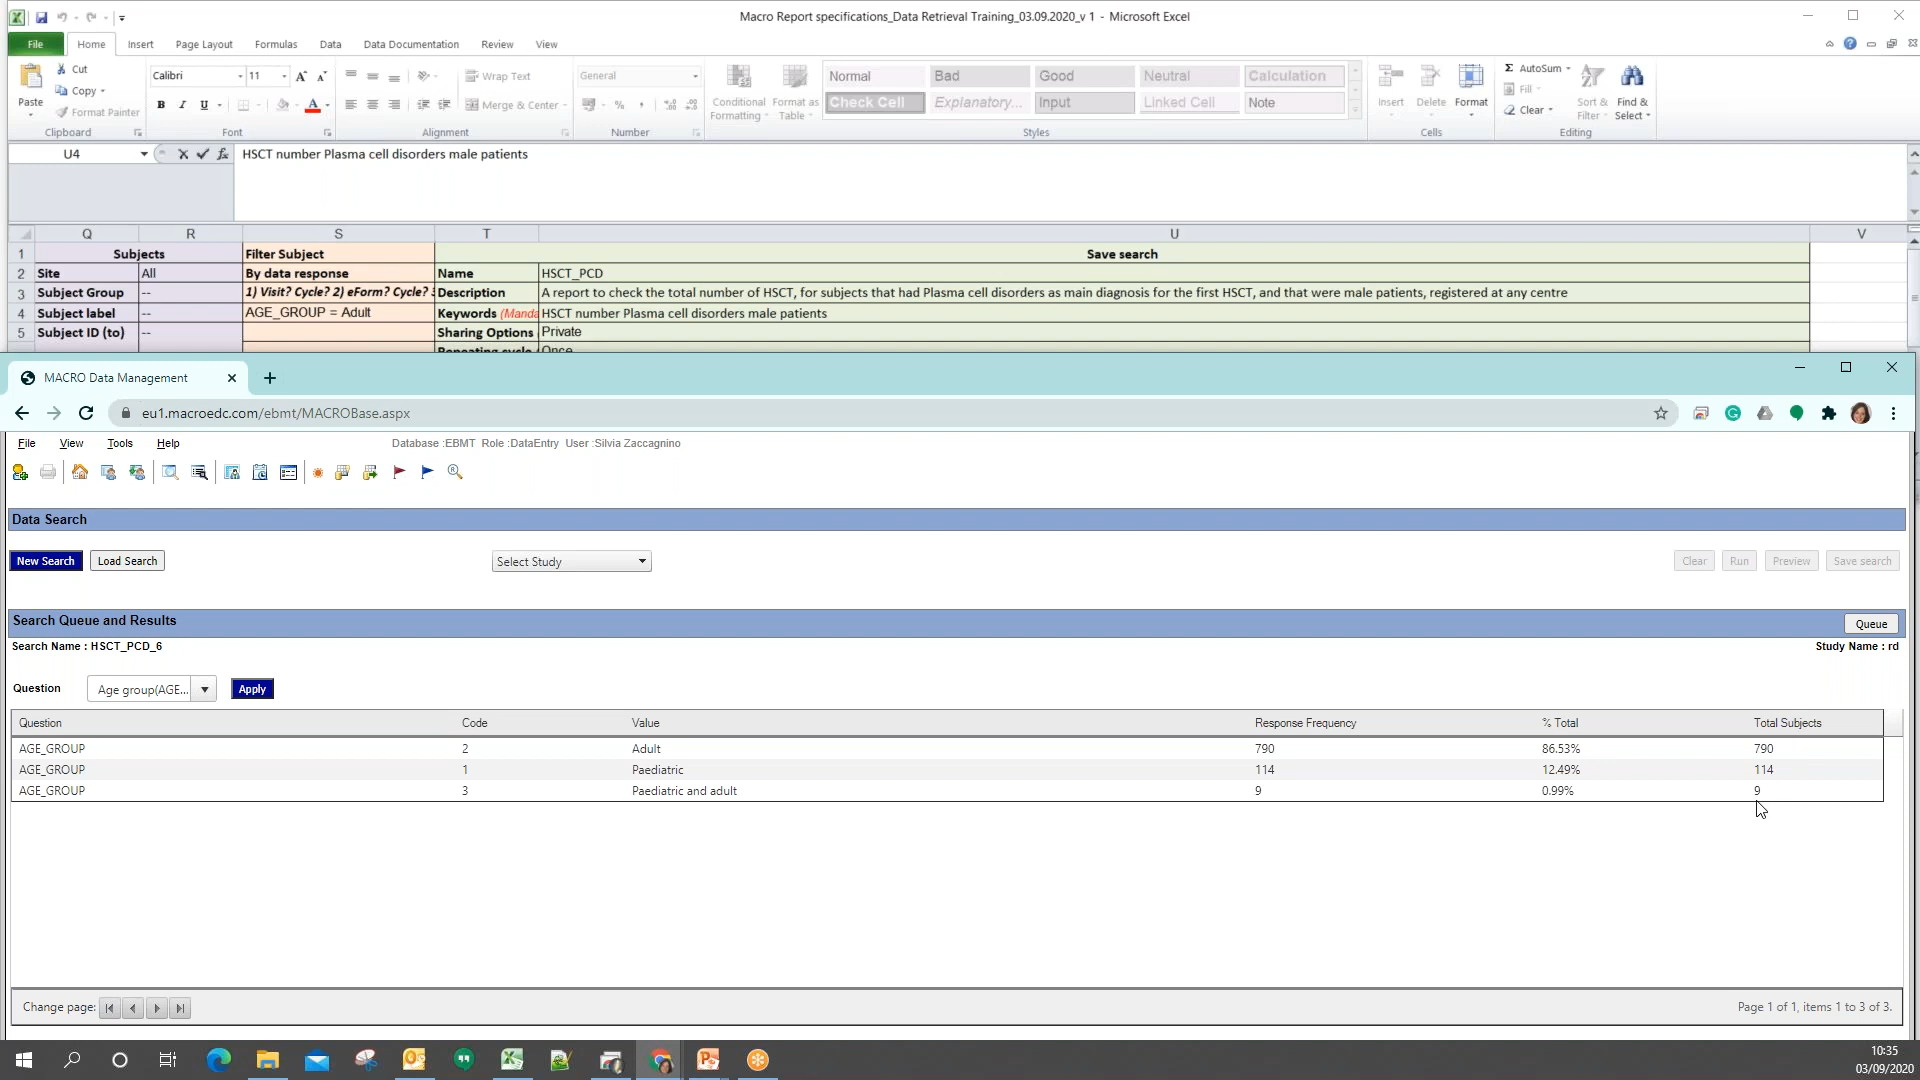 Macro Report specifications_Data Retrieval Training_03.09.2020_v 1 - Microsoft Excel
File Home Insert Page Layout Formulas Data Data Documentation Review View
Cut
Copy
Format Painter
Paste
Clipboard
Calibri 11
B I U
Font
Wrap Text
Merge & Center
Alignment
General
Number
Conditional Formatting
Format as Table
Normal Bad Good Neutral Calculation
Check Cell Explanatory... Input Linked Cell Note
Styles
Insert Delete Format
Cells
AutoSum
Fill
Clear
Sort & Filter
Find & Select
Editing
U4 fx HSCT number Plasma cell disorders male patients
Q R S T U V
1 Subjects Filter Subject Save search
2 Site All By data response Name HSCT_PCD
3 Subject Group -- 1) Visit? Cycle? 2) eForm? Cycle? Description A report to check the total number of HSCT, for subjects that had Plasma cell disorders as main diagnosis for the first HSCT, and that were male patients, registered at any centre
4 Subject label -- AGE_GROUP = Adult Keywords (Manda HSCT number Plasma cell disorders male patients
5 Subject ID (to) -- Sharing Options Private
Repeating cycle Once
MACRO Data Management
eu1.macroedc.com/ebmt/MACROBase.aspx
File View Tools Help Database :EBMT Role :DataEntry User :Silvia Zaccagnino
Data Search
New Search Load Search Select Study Clear Run Preview Save search
Search Queue and Results Queue
Search Name : HSCT_PCD_6 Study Name : rd
Question Age group(AGE... Apply
Question Code Value Response Frequency % Total Total Subjects
AGE_GROUP 2 Adult 790 86.53% 790
AGE_GROUP 1 Paediatric 114 12.49% 114
AGE_GROUP 3 Paediatric and adult 9 0.99% 9
Change page: Page 1 of 1, items 1 to 3 of 3.
10:35
03/09/2020